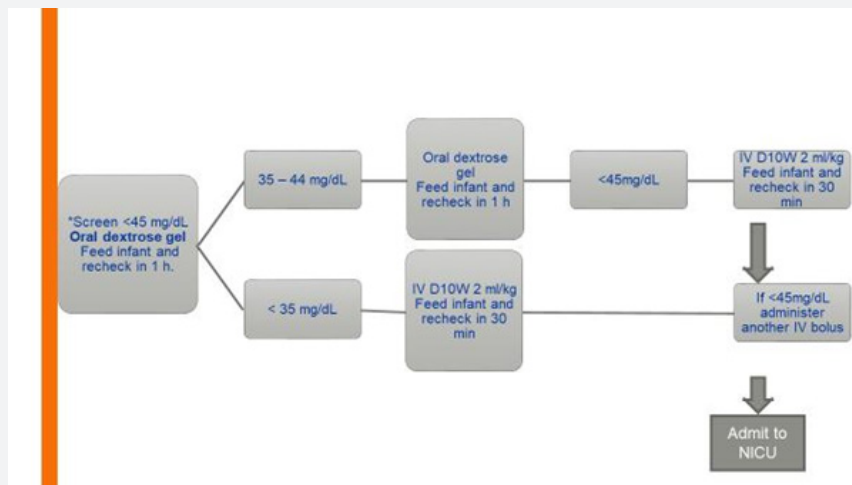 *Screen <45 mg/dL
Oral dextrose gel
Feed infant and
recheck in 1 h.
35 – 44 mg/dL
Oral dextrose
gel
Feed infant and
recheck in 1 h
<45mg/dL
IV D10W 2 ml/kg
Feed infant and
recheck in 30
min
< 35 mg/dL
IV D10W 2 ml/kg
Feed infant and
recheck in 30
min
If <45mg/dL
administer
another IV bolus
Admit to
NICU